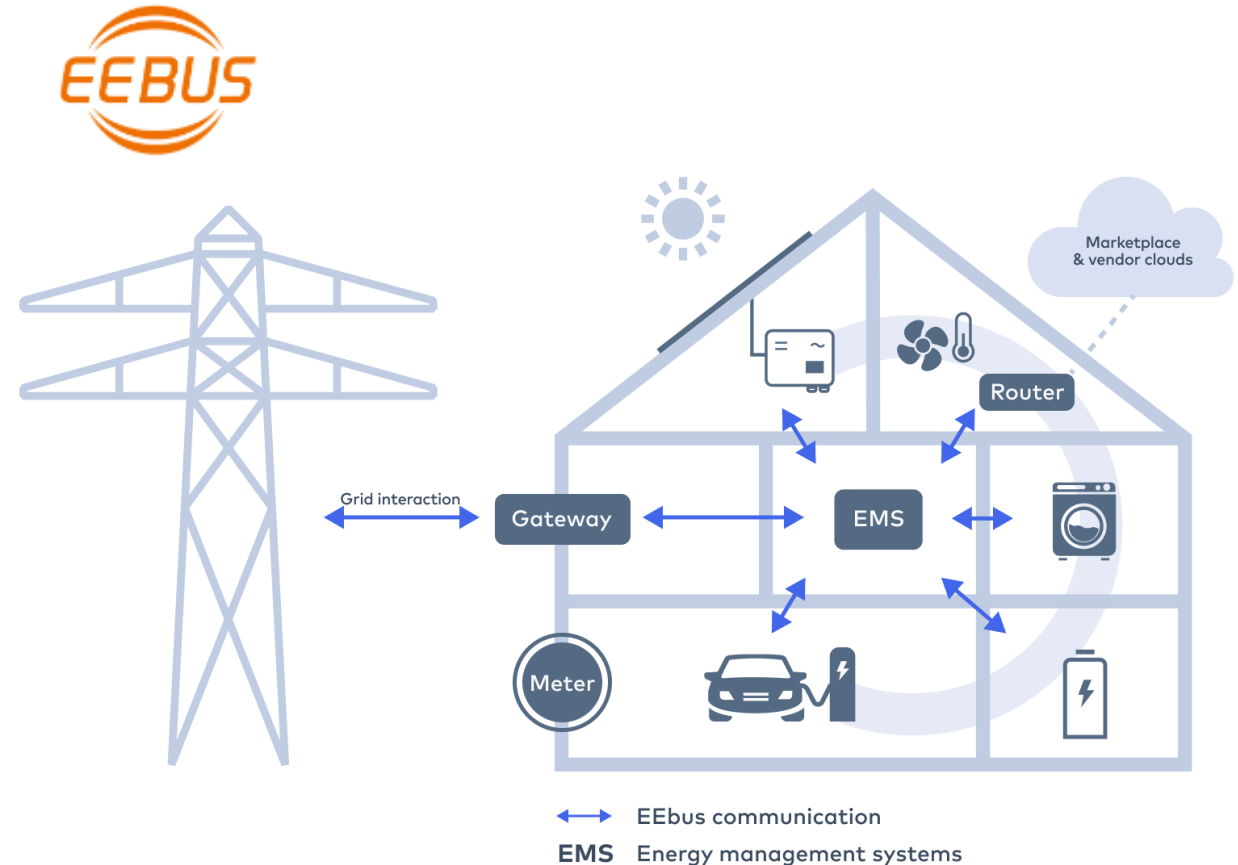 EEBUS
Marketplace
& vendor clouds
Router
Grid interaction
Gateway
EMS
Meter
EEbus communication
EMS Energy management systems